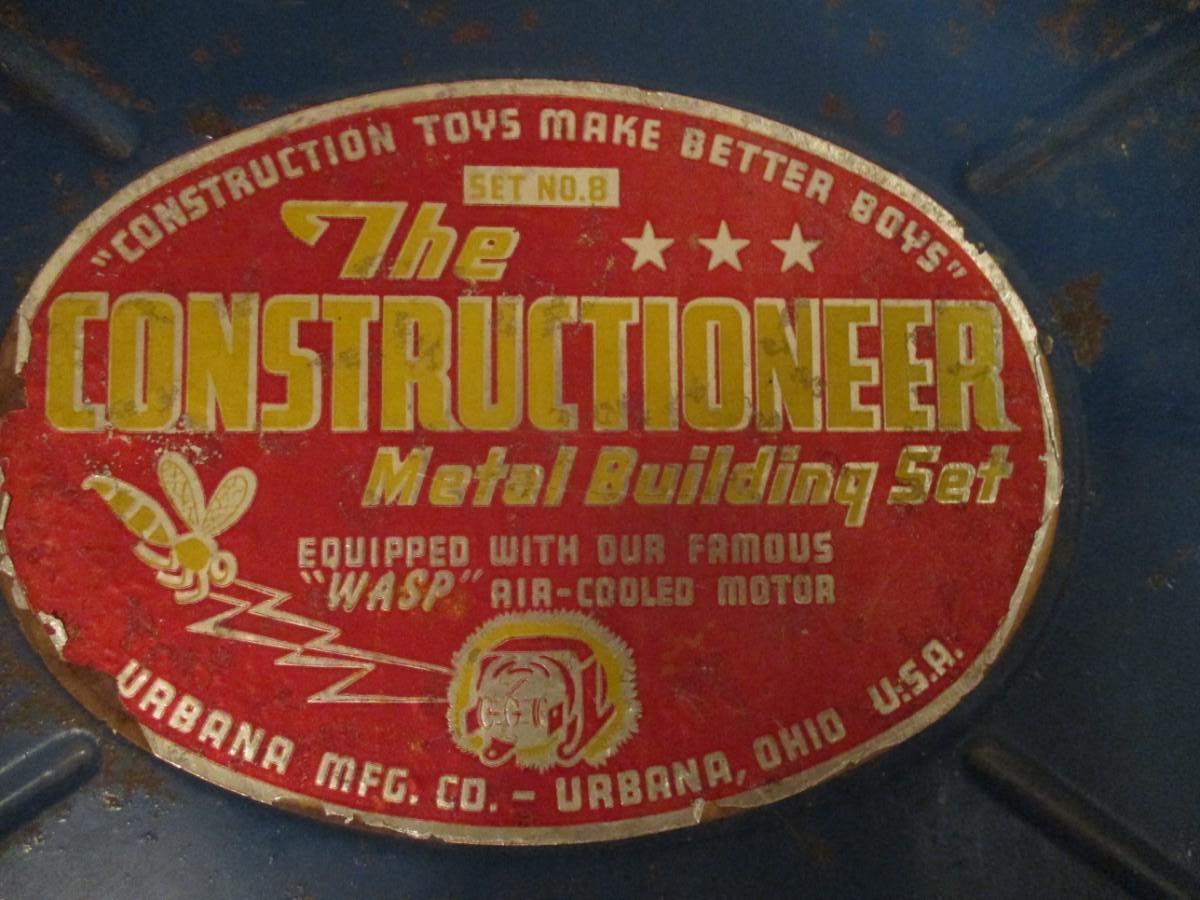 "CONSTRUCTION TOYS MAKE BETTER BOYS"
SET NO.8
The
CONSTRUCTIONEER
Metal Building Set
EQUIPPED WITH OUR FAMOUS
"WASP" AIR-COOLED MOTOR
URBANA MFG. CO. - URBANA, OHIO U.S.A.